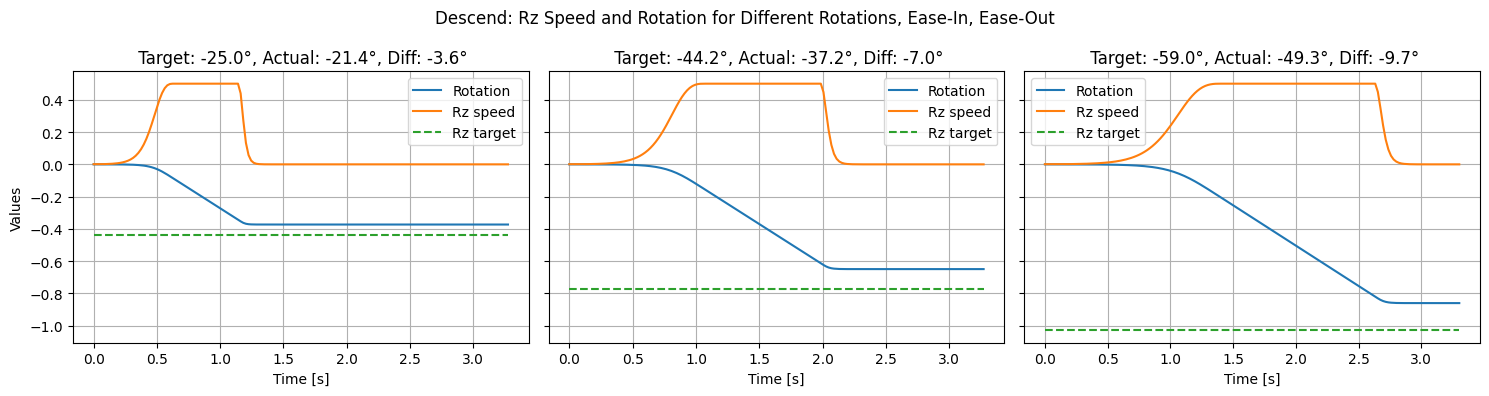 Descend: Rz Speed and Rotation for Different Rotations, Ease-In, Ease-Out
Target: -25.0°, Actual: -21.4°, Diff: -3.6°
Target: -44.2°, Actual: -37.2°, Diff: -7.0°
Target: -59.0°, Actual: -49.3°, Diff: -9.7°
Values
0.4
0.2
0.0
−0.2
−0.4
−0.6
−0.8
−1.0
Rotation
Rz speed
Rz target
0.0 0.5 1.0 1.5 2.0 2.5 3.0
Time [s]
Rotation
Rz speed
Rz target
0.0 0.5 1.0 1.5 2.0 2.5 3.0
Time [s]
Rotation
Rz speed
Rz target
0.0 0.5 1.0 1.5 2.0 2.5 3.0
Time [s]